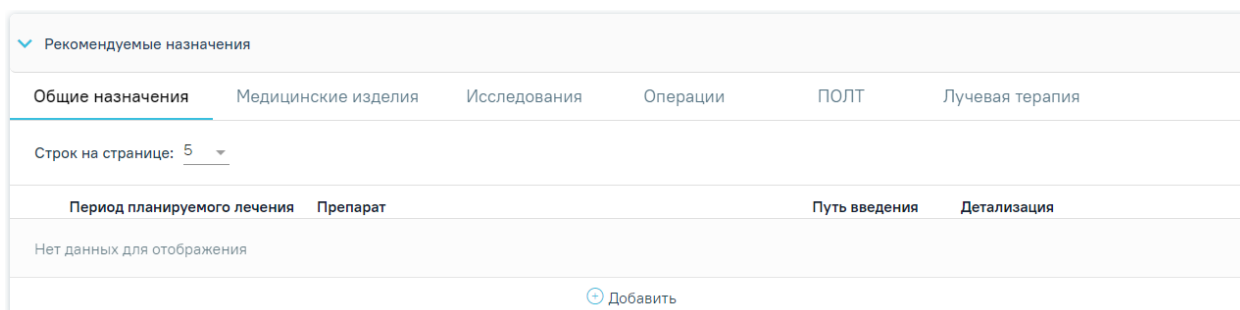 Рекомендуемые назначения
Общие назначения Медицинские изделия Исследования Операции ПОЛТ Лучевая терапия
Строк на странице: 5
Период планируемого лечения Препарат Путь введения Детализация
Нет данных для отображения
Добавить